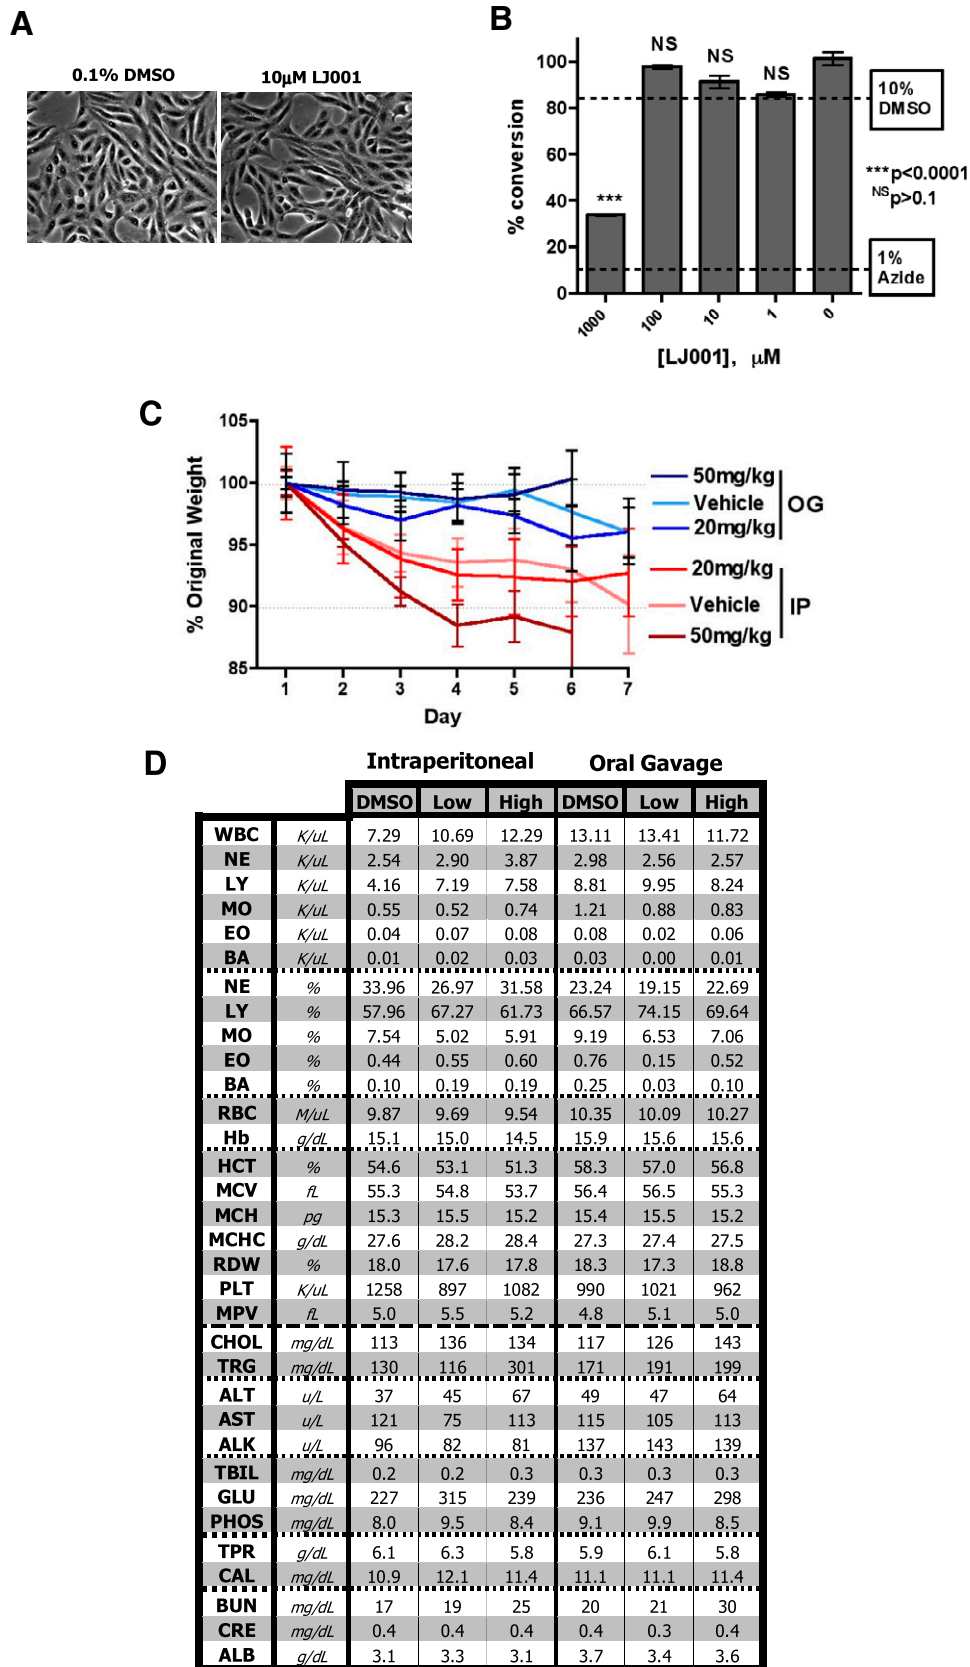 A
0.1% DMSO
10µM LJ001
B
% conversion
100
80
60
40
20
0
***
NS
NS
NS
1000
100
10
1
0
[LJ001], µM
10%
DMSO
***p<0.0001
NSp>0.1
1%
Azide
C
% Original Weight
105
100
95
90
85
1 2 3 4 5 6 7
Day
50mg/kg
Vehicle
20mg/kg
OG
20mg/kg
Vehicle
50mg/kg
IP
D
Intraperitoneal Oral Gavage
DMSO Low High DMSO Low High
WBC K/uL 7.29 10.69 12.29 13.11 13.41 11.72
NE K/uL 2.54 2.90 3.87 2.98 2.56 2.57
LY K/uL 4.16 7.19 7.58 8.81 9.95 8.24
MO K/uL 0.55 0.52 0.74 1.21 0.88 0.83
EO K/uL 0.04 0.07 0.08 0.08 0.02 0.06
BA K/uL 0.01 0.02 0.03 0.03 0.00 0.01
NE % 33.96 26.97 31.58 23.24 19.15 22.69
LY % 57.96 67.27 61.73 66.57 74.15 69.64
MO % 7.54 5.02 5.91 9.19 6.53 7.06
EO % 0.44 0.55 0.60 0.76 0.15 0.52
BA % 0.10 0.19 0.19 0.25 0.03 0.10
RBC M/uL 9.87 9.69 9.54 10.35 10.09 10.27
Hb g/dL 15.1 15.0 14.5 15.9 15.6 15.6
HCT % 54.6 53.1 51.3 58.3 57.0 56.8
MCV fL 55.3 54.8 53.7 56.4 56.5 55.3
MCH pg 15.3 15.5 15.2 15.4 15.5 15.2
MCHC g/dL 27.6 28.2 28.4 27.3 27.4 27.5
RDW % 18.0 17.6 17.8 18.3 17.3 18.8
PLT K/uL 1258 897 1082 990 1021 962
MPV fL 5.0 5.5 5.2 4.8 5.1 5.0
CHOL mg/dL 113 136 134 117 126 143
TRG mg/dL 130 116 301 171 191 199
ALT u/L 37 45 67 49 47 64
AST u/L 121 75 113 115 105 113
ALK u/L 96 82 81 137 143 139
TBIL mg/dL 0.2 0.2 0.3 0.3 0.3 0.3
GLU mg/dL 227 315 239 236 247 298
PHOS mg/dL 8.0 9.5 8.4 9.1 9.9 8.5
TPR g/dL 6.1 6.3 5.8 5.9 6.1 5.8
CAL mg/dL 10.9 12.1 11.4 11.1 11.1 11.4
BUN mg/dL 17 19 25 20 21 30
CRE mg/dL 0.4 0.4 0.4 0.4 0.3 0.4
ALB g/dL 3.1 3.3 3.1 3.7 3.4 3.6